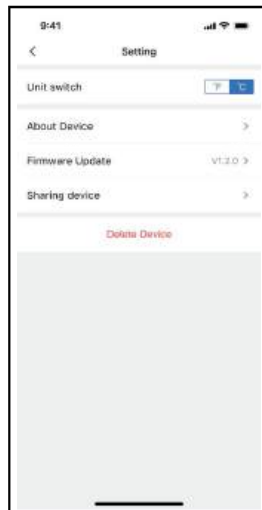 9:41
Setting
Unit switch °F °C
About Device
Firmware Update V1.2.0
Sharing device
Delete Device